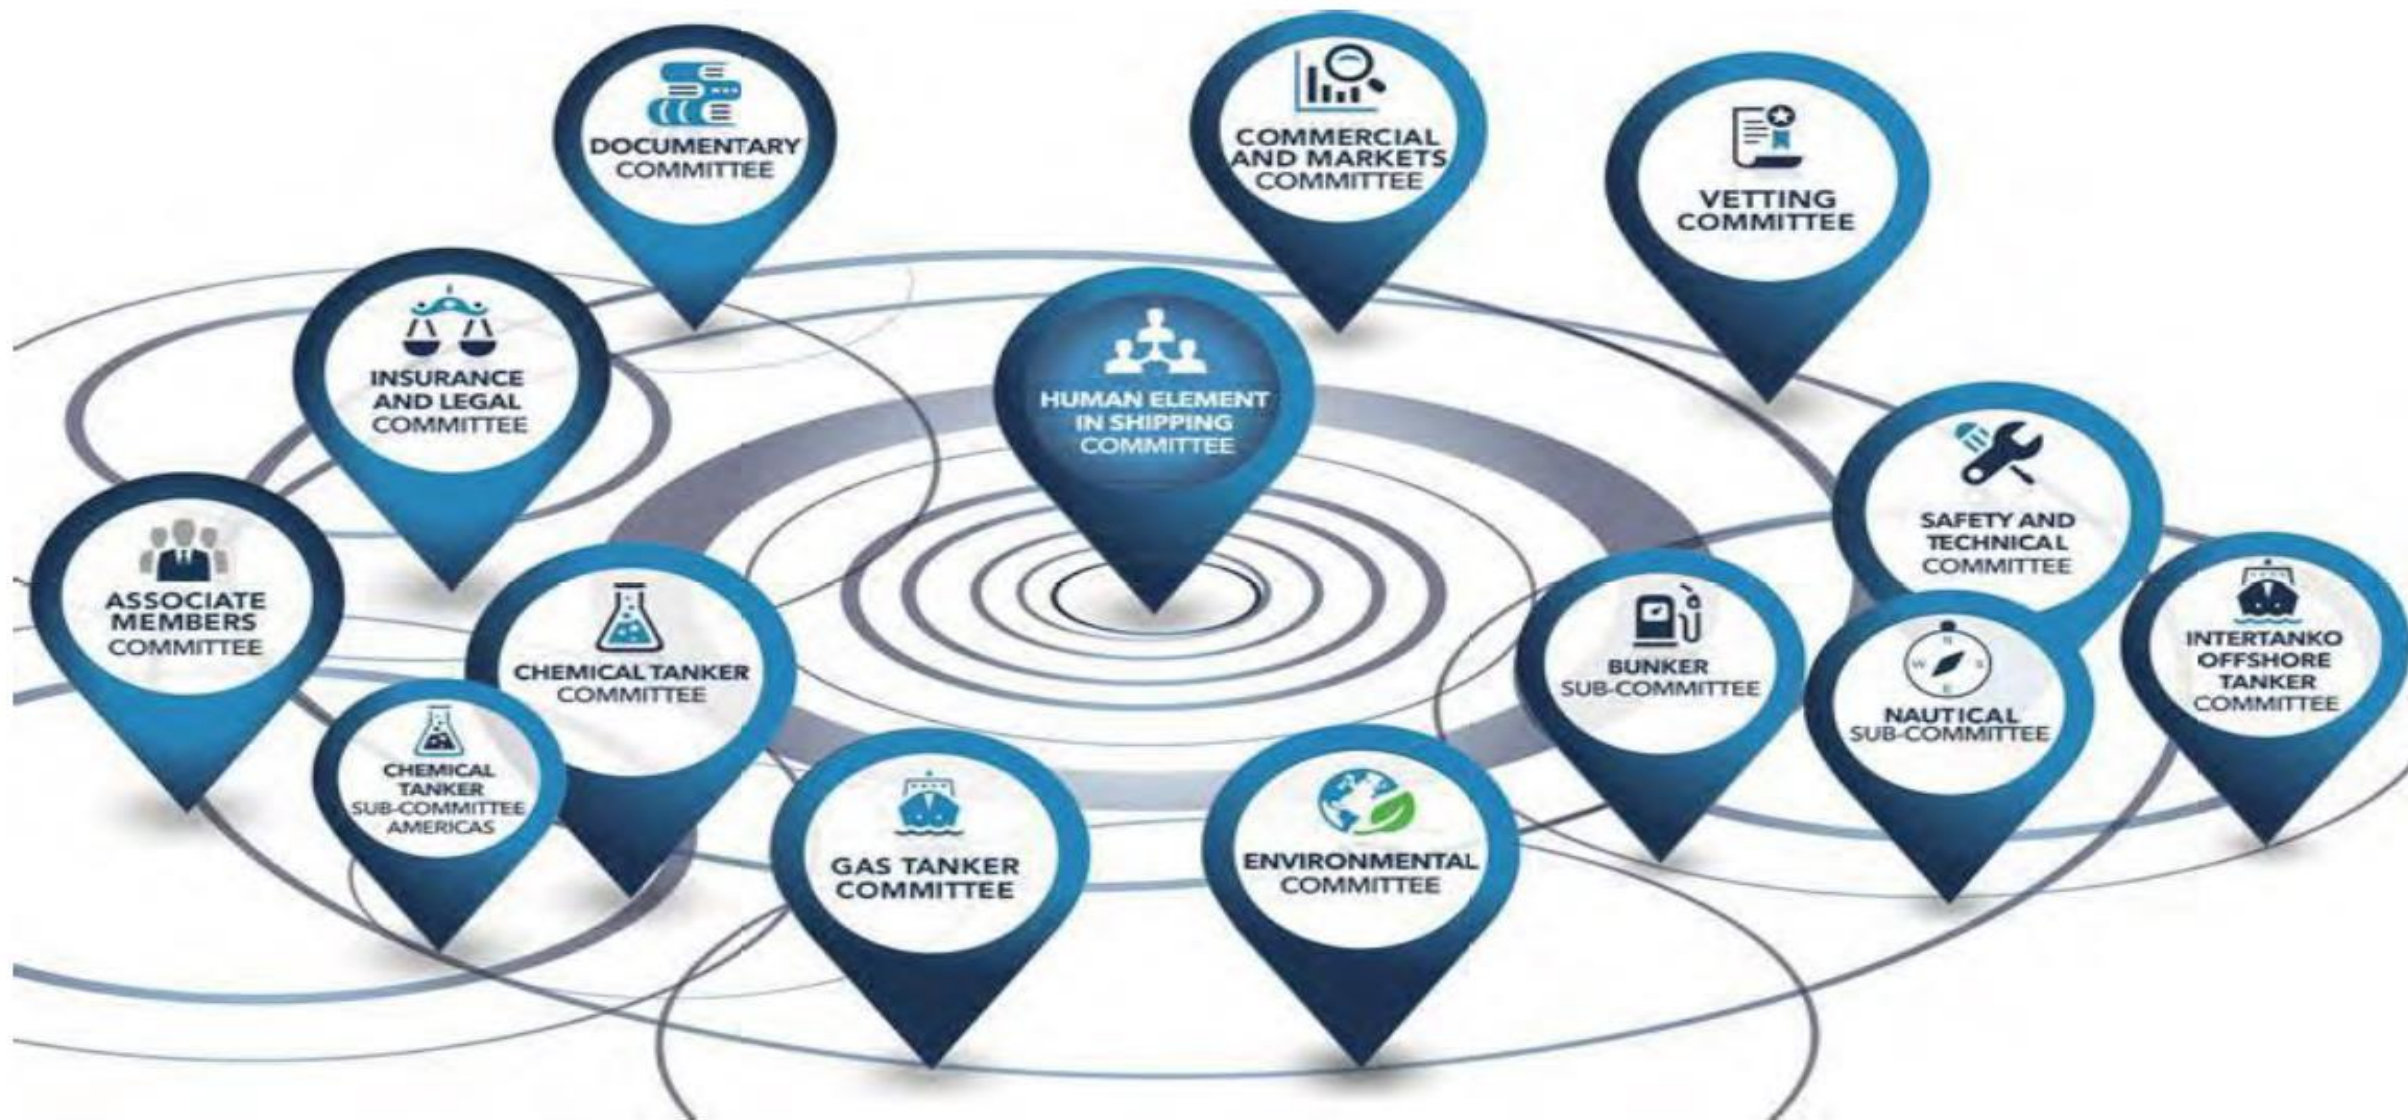 DOCUMENTARY
COMMITTEE
COMMERCIAL
AND MARKETS
COMMITTEE
VETTING
COMMITTEE
INSURANCE
AND LEGAL
COMMITTEE
HUMAN ELEMENT
IN SHIPPING
COMMITTEE
SAFETY AND
TECHNICAL
COMMITTEE
ASSOCIATE
MEMBERS
COMMITTEE
CHEMICAL TANKER
COMMITTEE
BUNKER
SUB-COMMITTEE
N
W S
E
NAUTICAL
SUB-COMMITTEE
INTERTANKO
OFFSHORE
TANKER
COMMITTEE
CHEMICAL
TANKER
SUB-COMMITTEE
AMERICAS
GAS TANKER
COMMITTEE
ENVIRONMENTAL
COMMITTEE